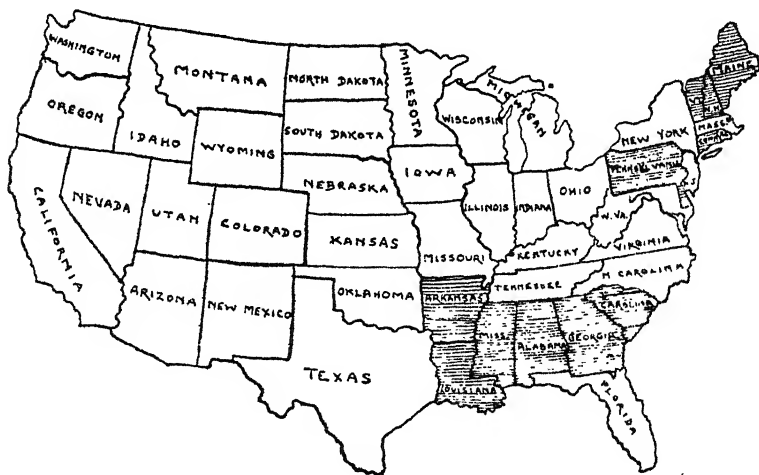 WASHINGTON
OREGON
CALIFORNIA
NEVADA
IDAHO
MONTANA
WYOMING
UTAH
COLORADO
ARIZONA
NEW MEXICO
NORTH DAKOTA
SOUTH DAKOTA
NEBRASKA
KANSAS
OKLAHOMA
TEXAS
MINNESOTA
IOWA
MISSOURI
ARKANSAS
LOUISIANA
WISCONSIN
MICHIGAN
ILLINOIS
INDIANA
OHIO
KENTUCKY
TENNESSEE
MISS.
ALABAMA
GEORGIA
FLORIDA
CAROLINA
N CAROLINA
VIRGINIA
W.VA.
PENNSYLVANIA
N.J.
NEW YORK
VT.
N.H.
MAINE
MASS.